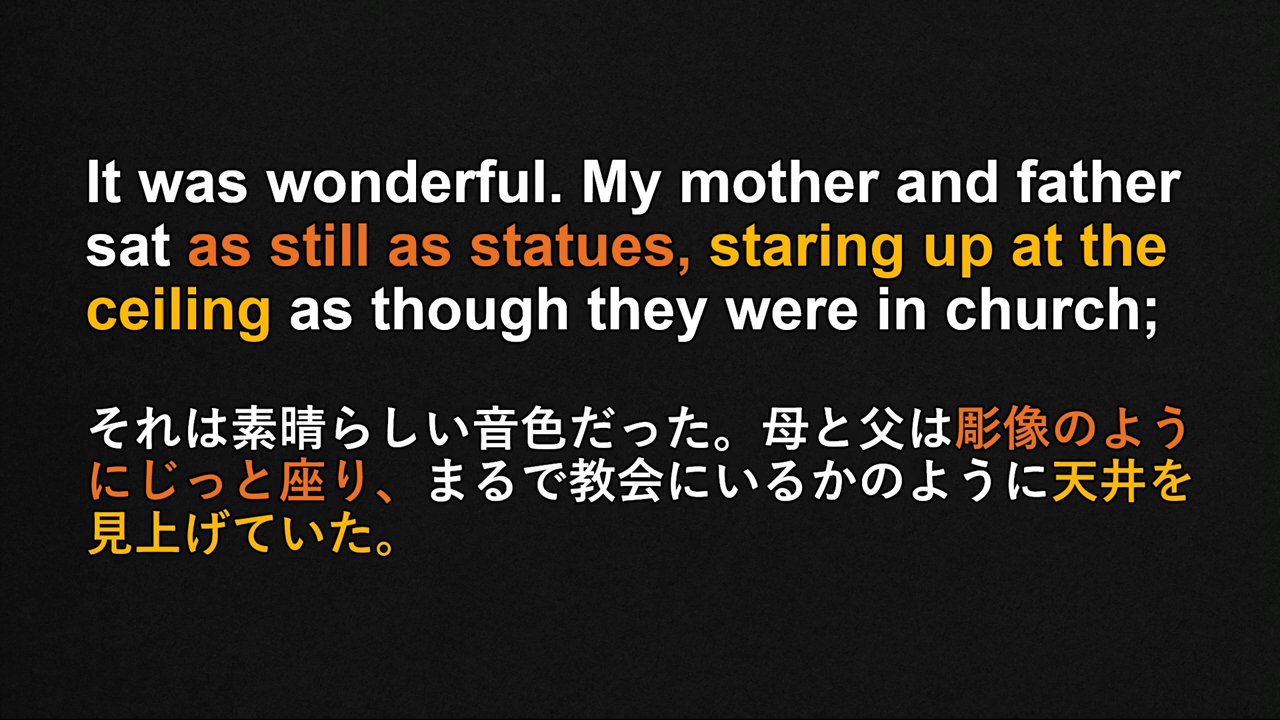 It was wonderful. My mother and father
sat as still as statues, staring up at the
ceiling as though they were in church;
それは素晴らしい音色だった。母と父は彫像のよう
にじっと座り、まるで教会にいるかのように天井を
見上げていた。